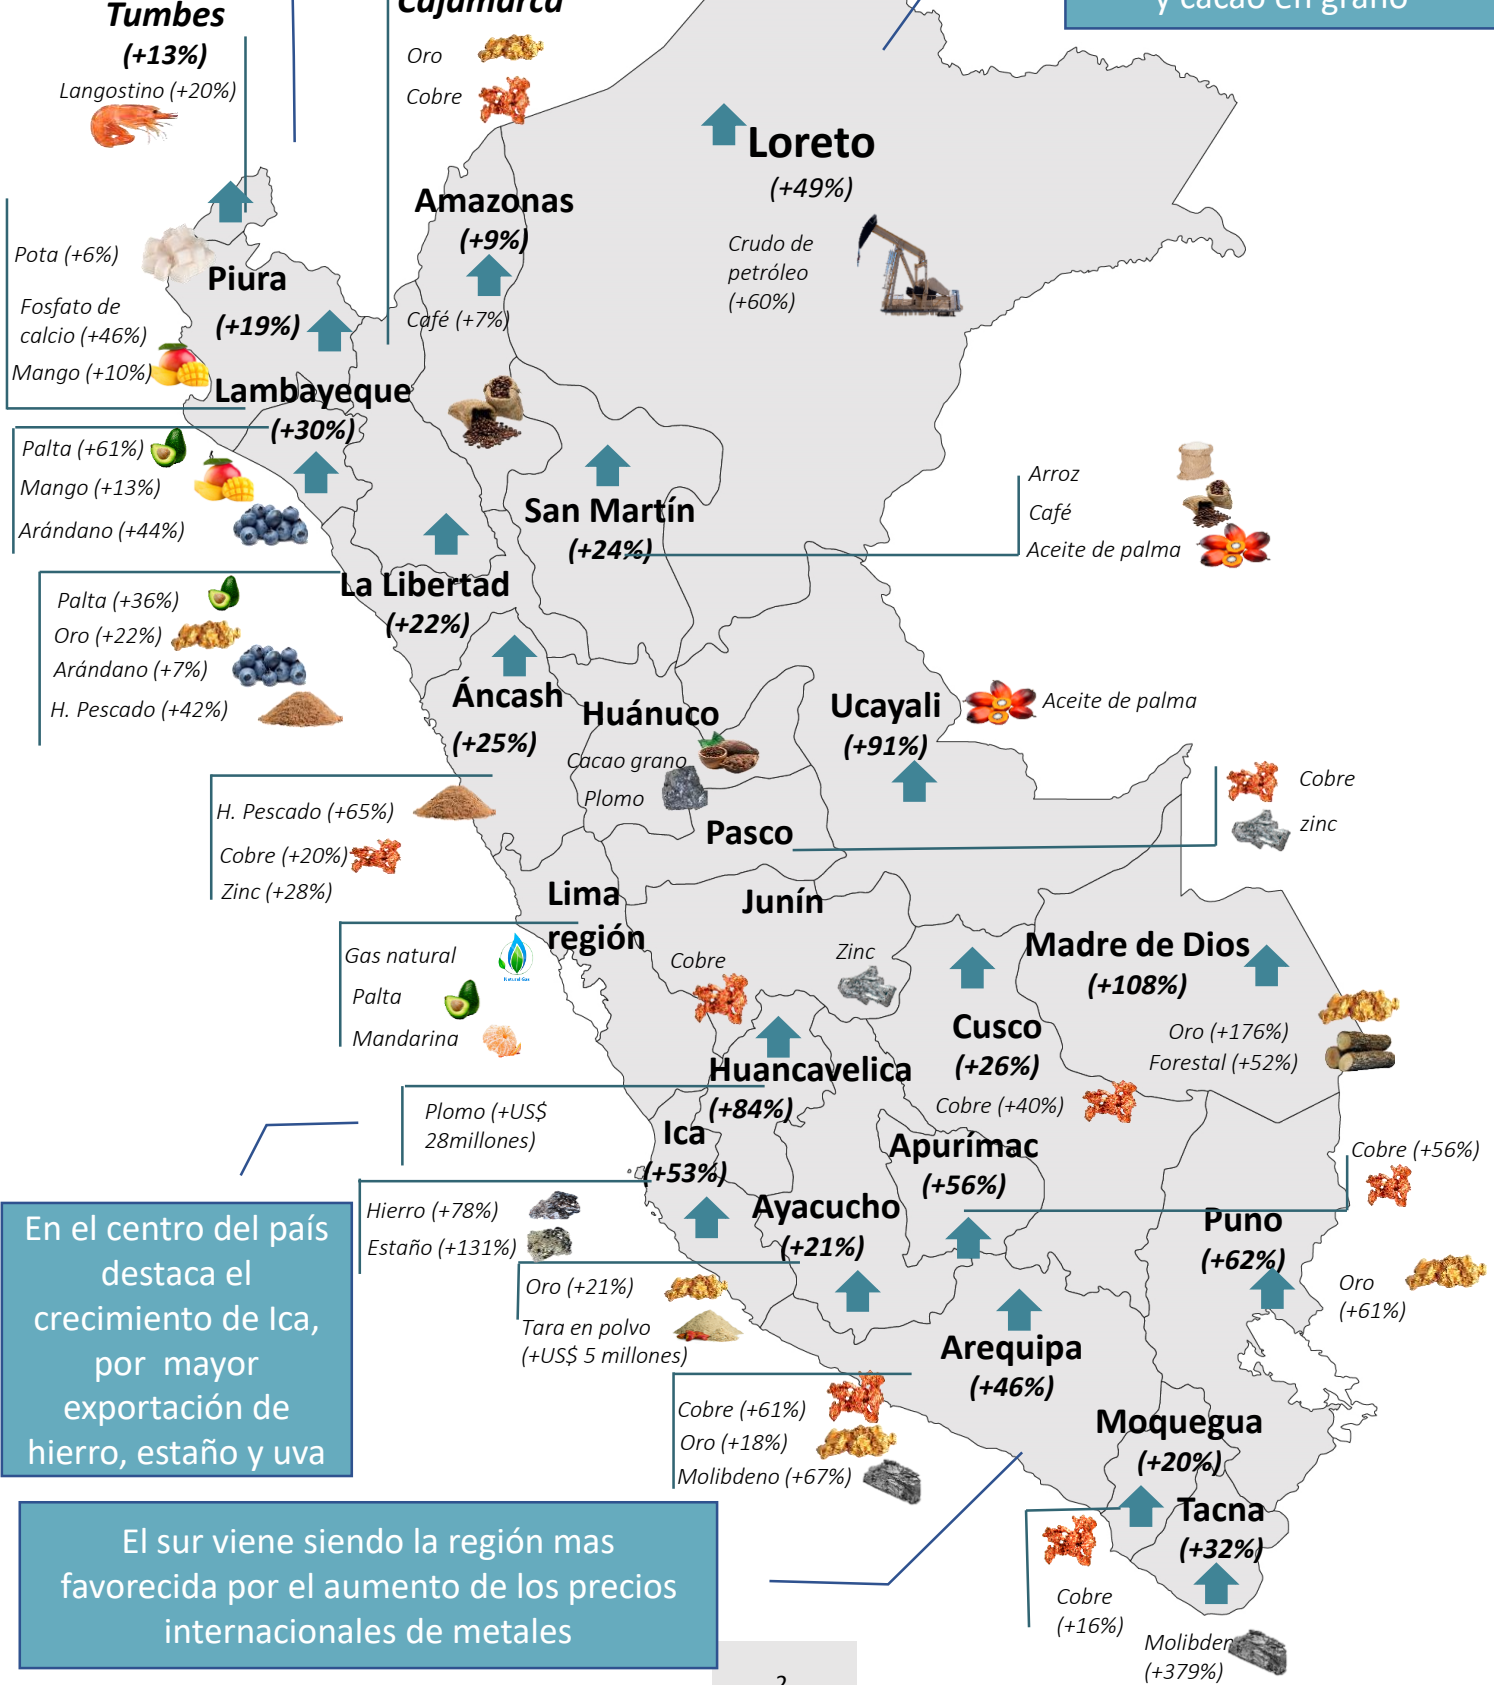 Tumbes
(+13%)
Langostino (+20%)
Cajamarca
Oro
Cobre
y cacao en grano
Loreto
(+49%)
Crudo de
petróleo
(+60%)
Amazonas
(+9%)
Café (+7%)
Pota (+6%)
Fosfato de
calcio (+46%)
Mango (+10%)
Piura
(+19%)
Lambayeque
(+30%)
Palta (+61%)
Mango (+13%)
Arándano (+44%)
San Martín
(+24%)
Arroz
Café
Aceite de palma
La Libertad
(+22%)
Palta (+36%)
Oro (+22%)
Arándano (+7%)
H. Pescado (+42%)
Áncash
(+25%)
Huánuco
Cacao grano
Plomo
Ucayali
(+91%)
Aceite de palma
H. Pescado (+65%)
Cobre (+20%)
Zinc (+28%)
Pasco
Cobre
zinc
Lima
región
Gas natural
Natural Gas
Palta
Mandarina
Junín
Cobre
Zinc
Madre de Dios
(+108%)
Oro (+176%)
Forestal (+52%)
Cusco
(+26%)
Cobre (+40%)
Huancavelica
(+84%)
Plomo (+US$
28millones)
Ica
(+53%)
Hierro (+78%)
Estaño (+131%)
Apurímac
(+56%)
Cobre (+56%)
Ayacucho
(+21%)
Oro (+21%)
Tara en polvo
(+US$ 5 millones)
Puno
(+62%)
Oro
(+61%)
En el centro del país
destaca el
crecimiento de Ica,
por mayor
exportación de
hierro, estaño y uva
Arequipa
(+46%)
Cobre (+61%)
Oro (+18%)
Molibdeno (+67%)
Moquegua
(+20%)
Cobre
(+16%)
Tacna
(+32%)
Molibden
(+379%)
El sur viene siendo la región mas
favorecida por el aumento de los precios
internacionales de metales
2